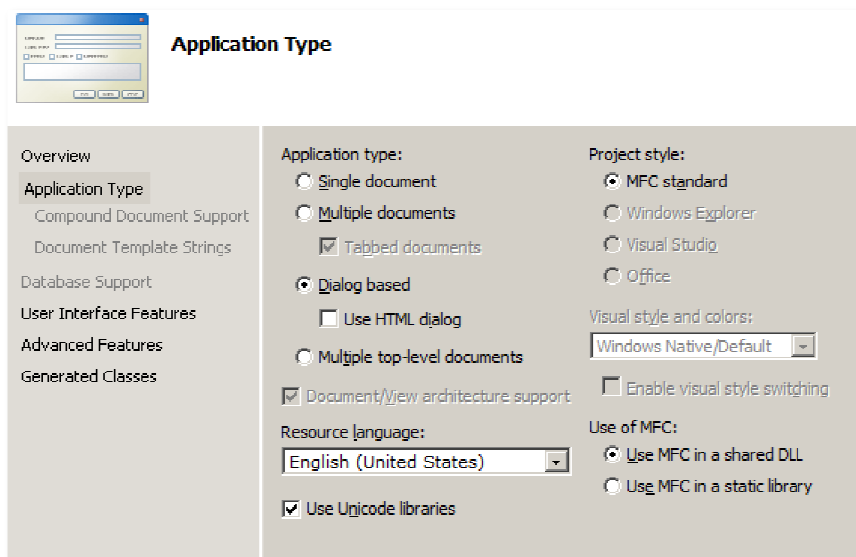 Application Type
Overview
Application Type
Compound Document Support
Document Template Strings
Database Support
User Interface Features
Advanced Features
Generated Classes
Application type:
Single document
Multiple documents
Tabbed documents
Dialog based
Use HTML dialog
Multiple top-level documents
Document/View architecture support
Resource language:
English (United States)
Use Unicode libraries
Project style:
MFC standard
Windows Explorer
Visual Studio
Office
Visual style and colors:
Windows Native/Default
Enable visual style switching
Use of MFC:
Use MFC in a shared DLL
Use MFC in a static library